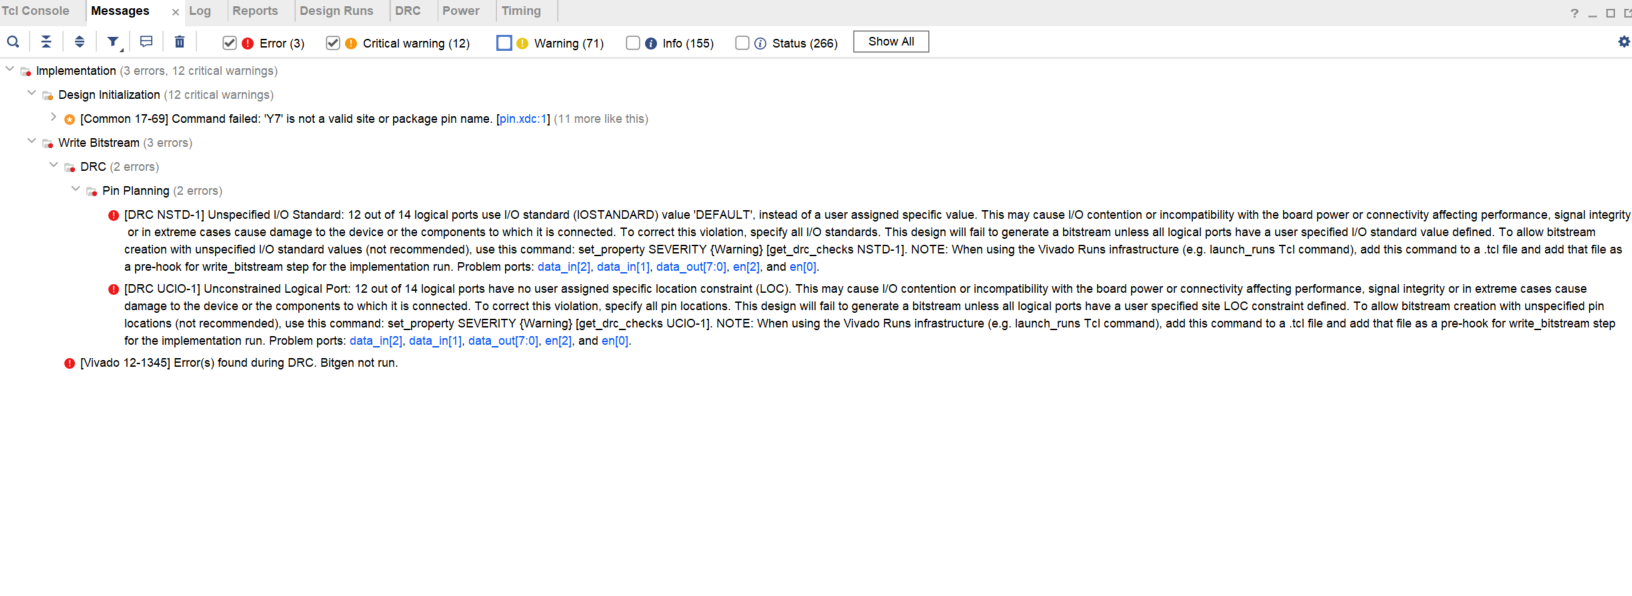 Tcl Console Messages × Log Reports Design Runs DRC Power Timing ?
Error (3) Critical warning (12) Warning (71) Info (155) Status (266) Show All
Implementation (3 errors, 12 critical warnings)
Design Initialization (12 critical warnings)
[Common 17-69] Command failed: 'Y7' is not a valid site or package pin name. [pin.xdc:1] (11 more like this)
Write Bitstream (3 errors)
DRC (2 errors)
Pin Planning (2 errors)
[DRC NSTD-1] Unspecified I/O Standard: 12 out of 14 logical ports use I/O standard (IOSTANDARD) value 'DEFAULT', instead of a user assigned specific value. This may cause I/O contention or incompatibility with the board power or connectivity affecting performance, signal integrity
or in extreme cases cause damage to the device or the components to which it is connected. To correct this violation, specify all I/O standards. This design will fail to generate a bitstream unless all logical ports have a user specified I/O standard value defined. To allow bitstream
creation with unspecified I/O standard values (not recommended), use this command: set_property SEVERITY {Warning} [get_drc_checks NSTD-1]. NOTE: When using the Vivado Runs infrastructure (e.g. launch_runs Tcl command), add this command to a .tcl file and add that file as
a pre-hook for write_bitstream step for the implementation run. Problem ports: data_in[2], data_in[1], data_out[7:0], en[2], and en[0].
[DRC UCIO-1] Unconstrained Logical Port: 12 out of 14 logical ports have no user assigned specific location constraint (LOC). This may cause I/O contention or incompatibility with the board power or connectivity affecting performance, signal integrity or in extreme cases cause
damage to the device or the components to which it is connected. To correct this violation, specify all pin locations. This design will fail to generate a bitstream unless all logical ports have a user specified site LOC constraint defined. To allow bitstream creation with unspecified pin
locations (not recommended), use this command: set_property SEVERITY {Warning} [get_drc_checks UCIO-1]. NOTE: When using the Vivado Runs infrastructure (e.g. launch_runs Tcl command), add this command to a .tcl file and add that file as a pre-hook for write_bitstream step
for the implementation run. Problem ports: data_in[2], data_in[1], data_out[7:0], en[2], and en[0].
[Vivado 12-1345] Error(s) found during DRC. Bitgen not run.